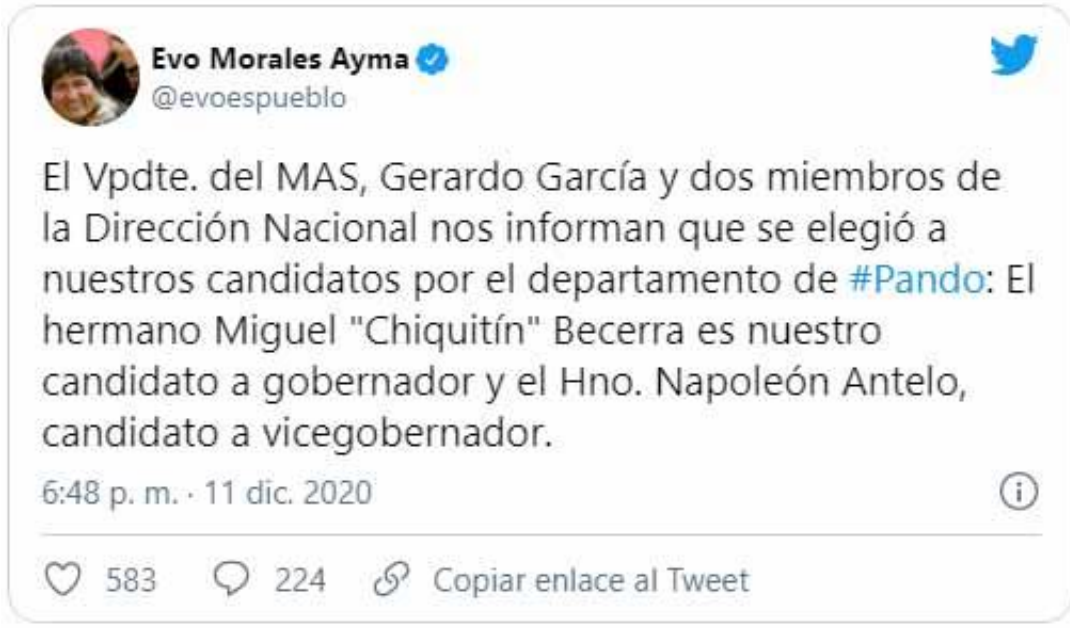 Evo Morales Ayma
@evoespueblo
El Vpdte. del MAS, Gerardo García y dos miembros de
la Dirección Nacional nos informan que se elegió a
nuestros candidatos por el departamento de #Pando: El
hermano Miguel "Chiquitín" Becerra es nuestro
candidato a gobernador y el Hno. Napoleón Antelo,
candidato a vicegobernador.
6:48 p. m. · 11 dic. 2020
583 224 Copiar enlace al Tweet